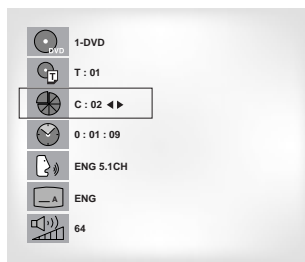 DVD 1-DVD
T T : 01
C : 02
0 : 01 : 09
ENG 5.1CH
A ENG
64